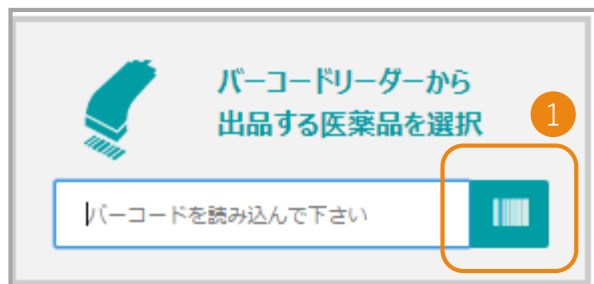 バーコードリーダーから
出品する医薬品を選択
1
バーコードを読み込んで下さい